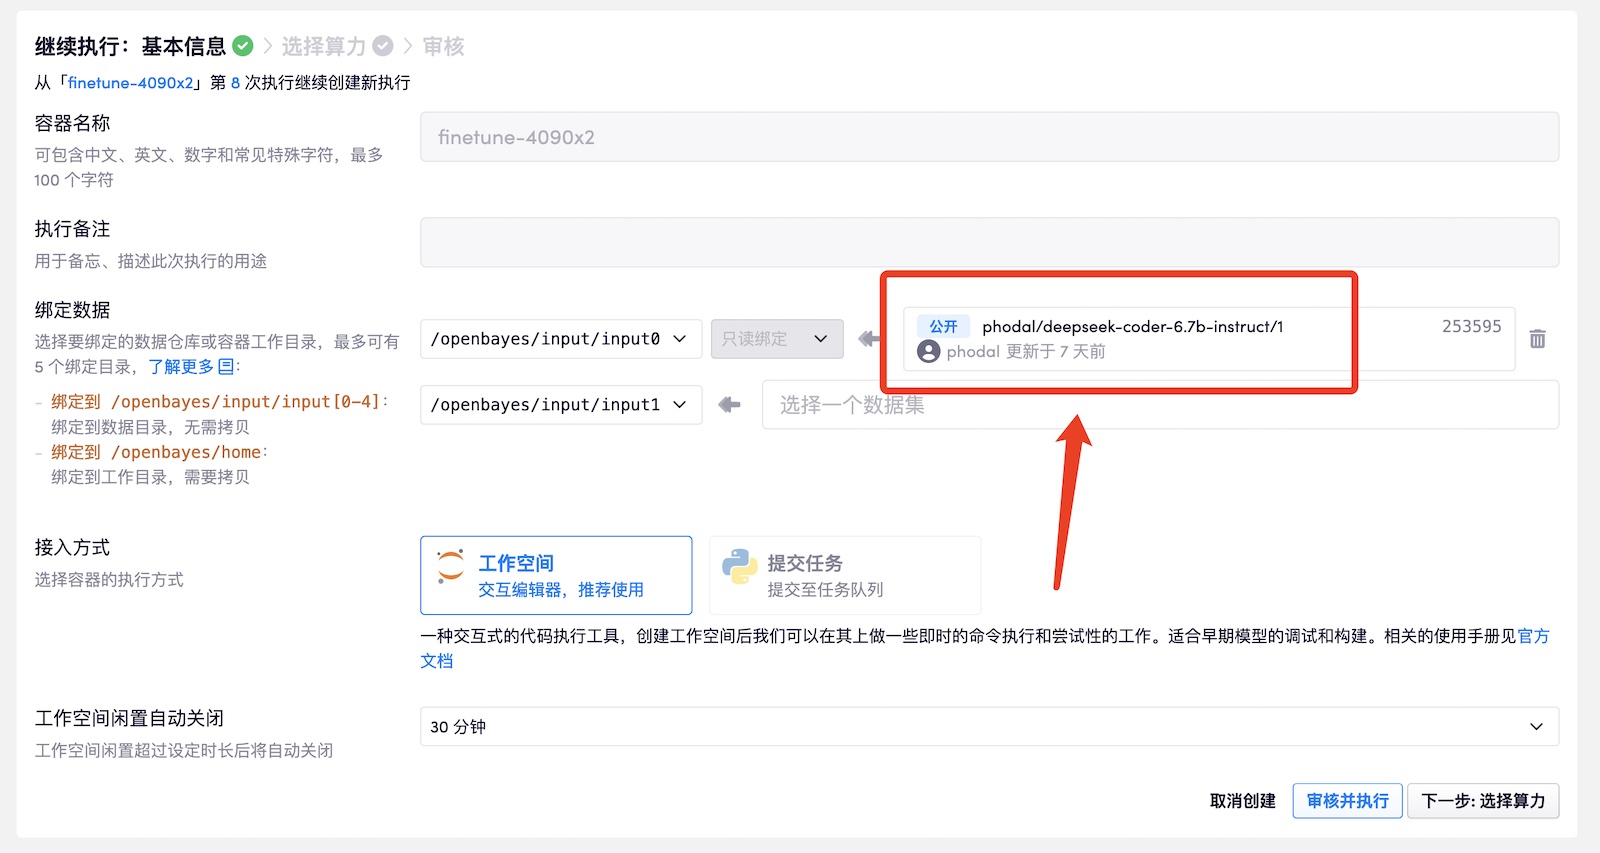 继续执行：基本信息 > 选择算力 > 审核
从「finetune-4090x2」第 8 次执行继续创建新执行
容器名称
可包含中文、英文、数字和常见特殊字符，最多
100 个字符
finetune-4090x2
执行备注
用于备忘、描述此次执行的用途
绑定数据
选择要绑定的数据仓库或容器工作目录，最多可有
5 个绑定目录，了解更多:
- 绑定到 /openbayes/input/input[0-4]:
绑定到数据目录，无需拷贝
- 绑定到 /openbayes/home:
绑定到工作目录，需要拷贝
/openbayes/input/input0
只读绑定
公开 phodal/deepseek-coder-6.7b-instruct/1
253595
phodal 更新于 7 天前
/openbayes/input/input1
选择一个数据集
接入方式
选择容器的执行方式
工作空间
交互编辑器，推荐使用
提交任务
提交至任务队列
一种交互式的代码执行工具，创建工作空间后我们可以在其上做一些即时的命令执行和尝试性的工作。适合早期模型的调试和构建。相关的使用手册见官方
文档
工作空间闲置自动关闭
工作空间闲置超过设定时长后将自动关闭
30 分钟
取消创建
审核并执行
下一步: 选择算力